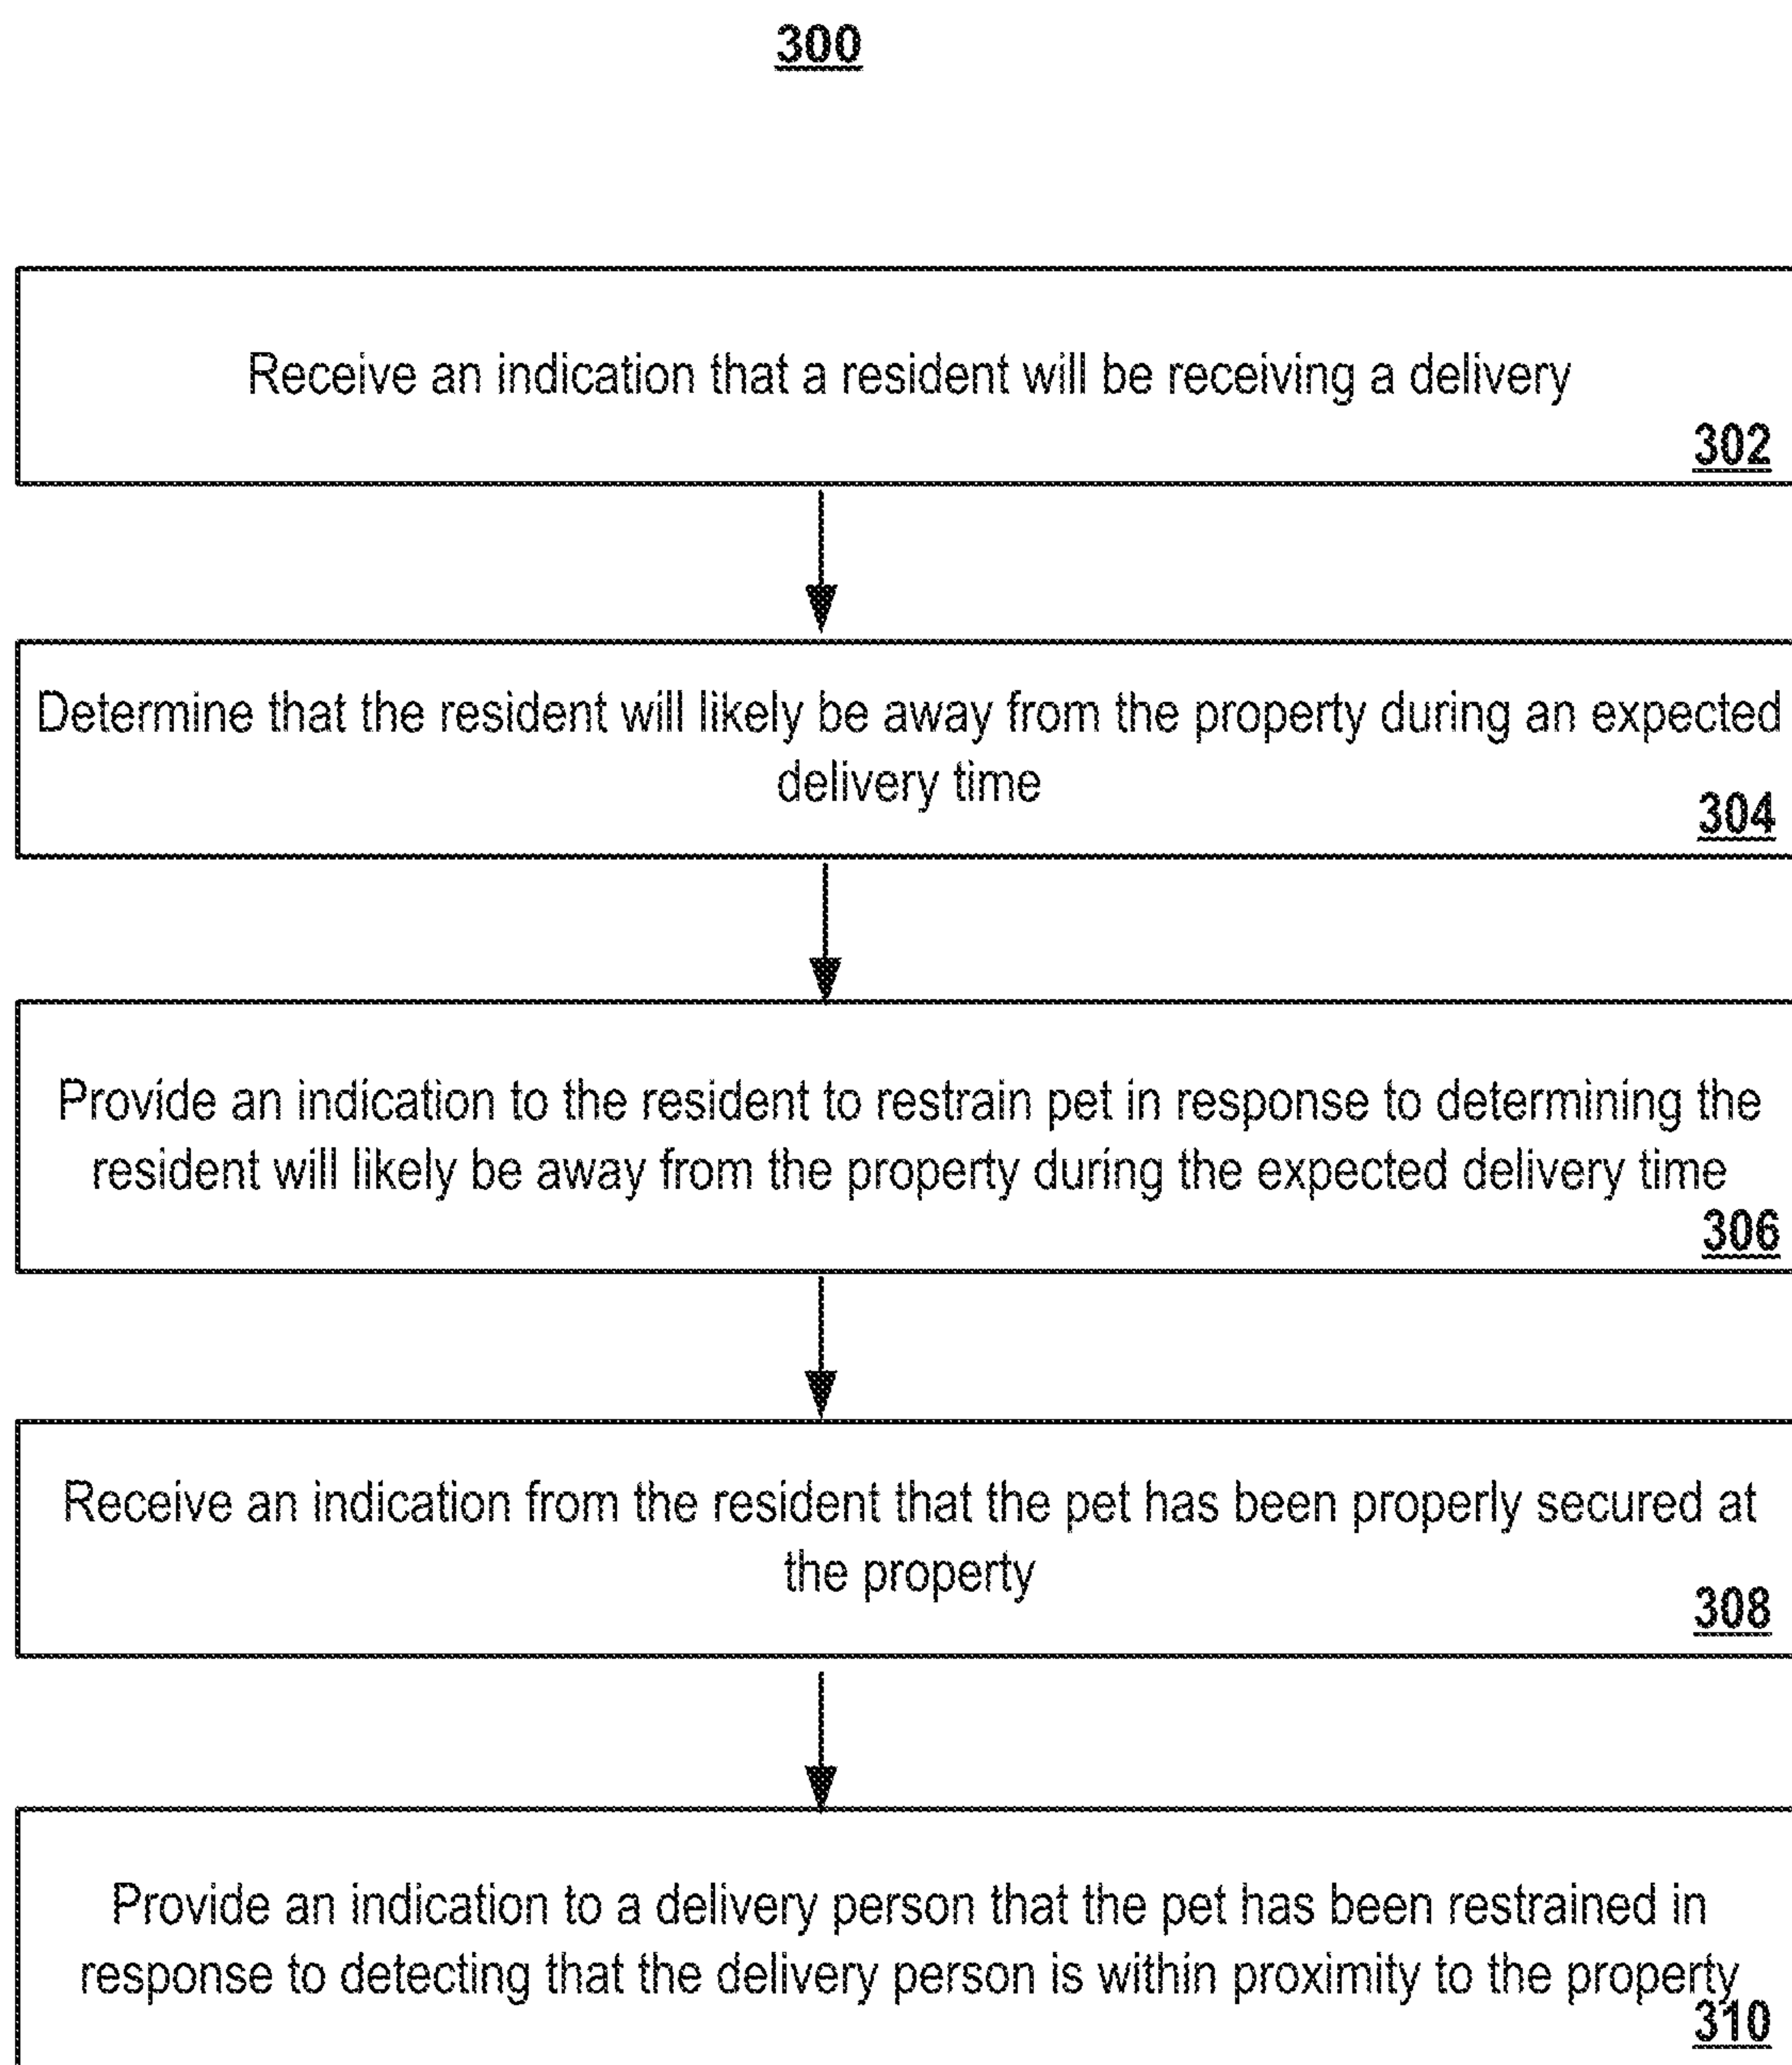 300
Receive an indication that a resident will be receiving a delivery
302
Determine that the resident will likely be away from the property during an expected
delivery time
304
Provide an indication to the resident to restrain pet in response to determining the
resident will likely be away from the property during the expected delivery time
306
Receive an indication from the resident that the pet has been properly secured at
the property
308
Provide an indication to a delivery person that the pet has been restrained in
response to detecting that the delivery person is within proximity to the property
310